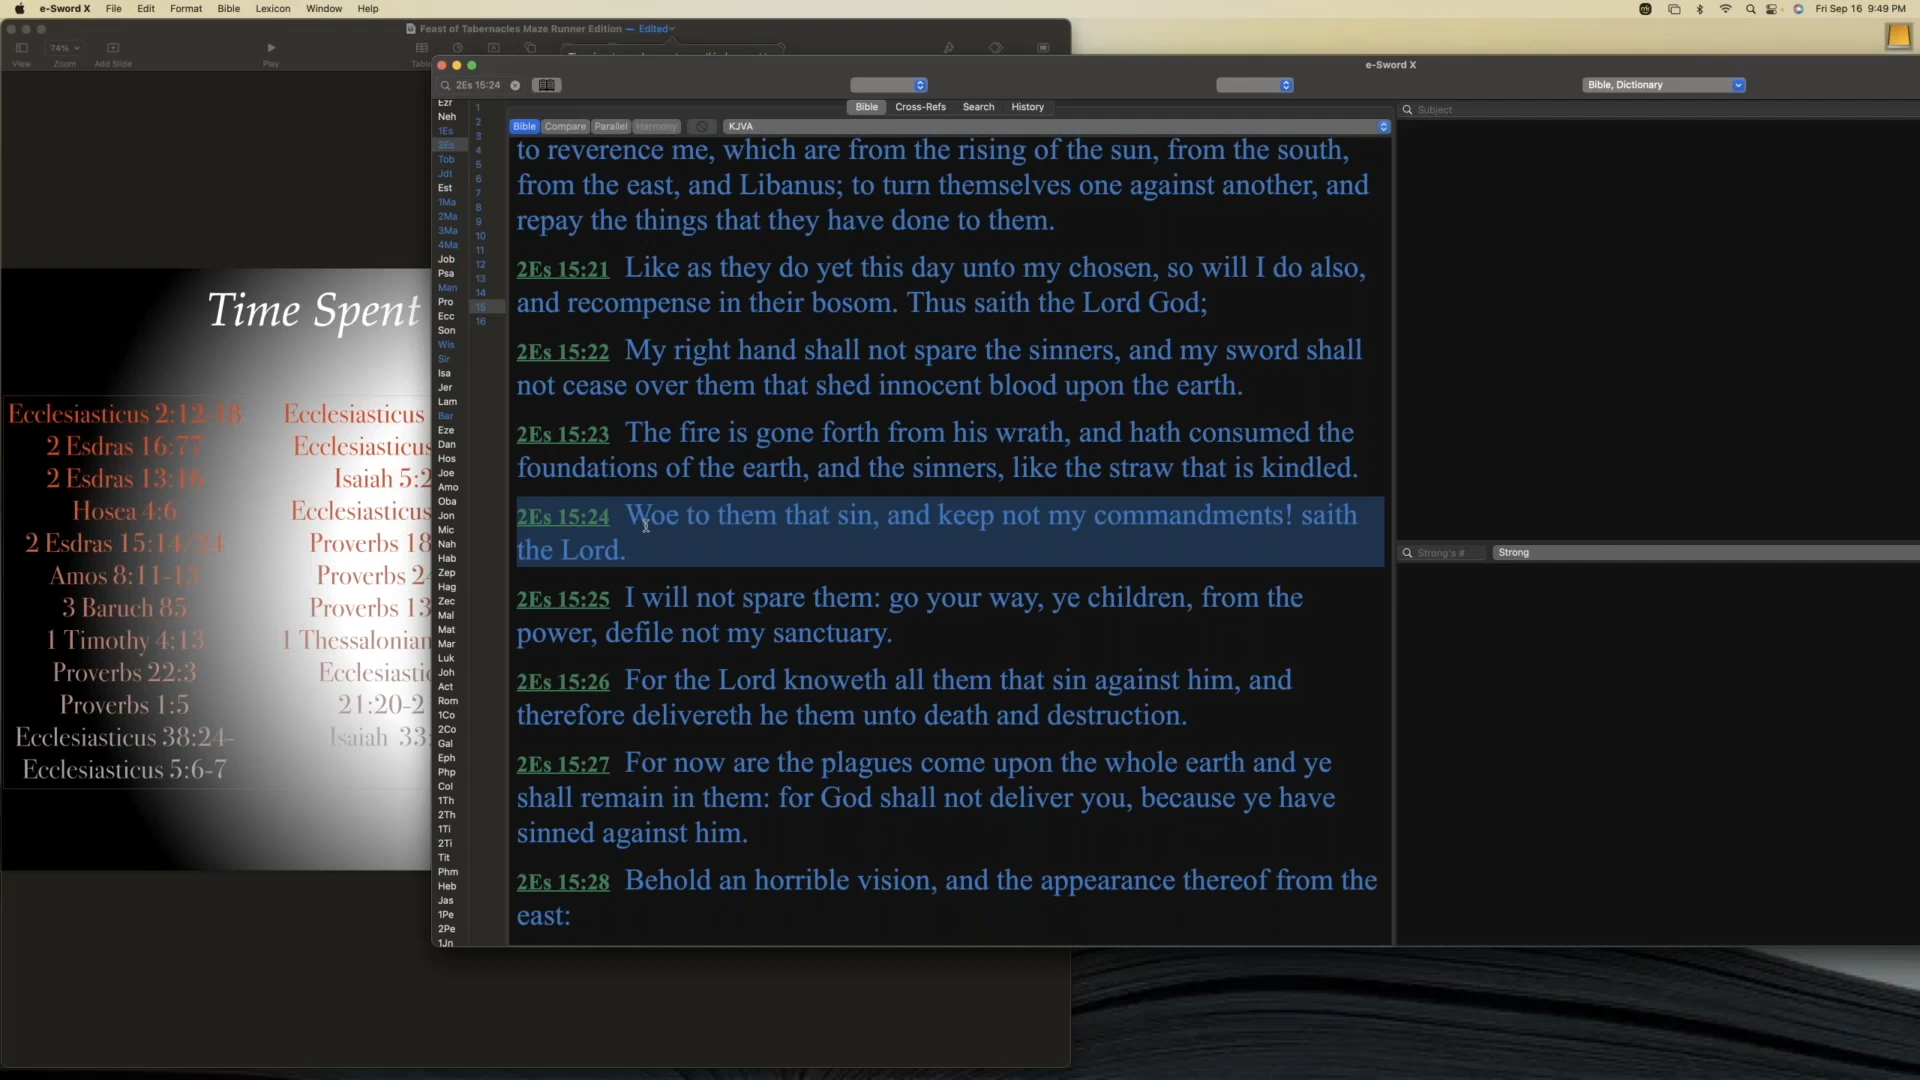 e-Sword X File Edit Format Bible Lexicon Window Help
Fri Sep 16 9:49 PM
Feast of Tabernacles Maze Runner Edition — Edited
74%
View Zoom Add Slide Play Table
e-Sword X
2Es 15:24
Bible, Dictionary
Bible Cross-Refs Search History
Subject
Bible Compare Parallel Harmony KJVA
Ezr
Neh
1Es
2Es
Tob
Jdt
Est
1Ma
2Ma
3Ma
4Ma
Job
Psa
Man
Pro
Ecc
Son
Wis
Sir
Isa
Jer
Lam
Bar
Eze
Dan
Hos
Joe
Amo
Oba
Jon
Mic
Nah
Hab
Zep
Hag
Zec
Mal
Mat
Mar
Luk
Joh
Act
Rom
1Co
2Co
Gal
Eph
Php
Col
1Th
2Th
1Ti
2Ti
Tit
Phm
Heb
Jas
1Pe
2Pe
1Jn
1
2
3
4
5
6
7
8
9
10
11
12
13
14
15
16
to reverence me, which are from the rising of the sun, from the south,
from the east, and Libanus; to turn themselves one against another, and
repay the things that they have done to them.
2Es 15:21 Like as they do yet this day unto my chosen, so will I do also,
and recompense in their bosom. Thus saith the Lord God;
2Es 15:22 My right hand shall not spare the sinners, and my sword shall
not cease over them that shed innocent blood upon the earth.
2Es 15:23 The fire is gone forth from his wrath, and hath consumed the
foundations of the earth, and the sinners, like the straw that is kindled.
2Es 15:24 Woe to them that sin, and keep not my commandments! saith
the Lord.
2Es 15:25 I will not spare them: go your way, ye children, from the
power, defile not my sanctuary.
2Es 15:26 For the Lord knoweth all them that sin against him, and
therefore delivereth he them unto death and destruction.
2Es 15:27 For now are the plagues come upon the whole earth and ye
shall remain in them: for God shall not deliver you, because ye have
sinned against him.
2Es 15:28 Behold an horrible vision, and the appearance thereof from the
east:
Strong's # Strong
Time Spent
Ecclesiasticus 2:12-18
2 Esdras 16:77
2 Esdras 13:16
Hosea 4:6
2 Esdras 15:14/24
Amos 8:11-13
3 Baruch 85
1 Timothy 4:13
Proverbs 22:3
Proverbs 1:5
Ecclesiasticus 38:24-
Ecclesiasticus 5:6-7
Ecclesiasticus
Ecclesiasticus
Isaiah 5:2
Ecclesiasticus
Proverbs 18
Proverbs 24
Proverbs 13
1 Thessalonian
Ecclesiastic
21:20-2
Isaiah 33: